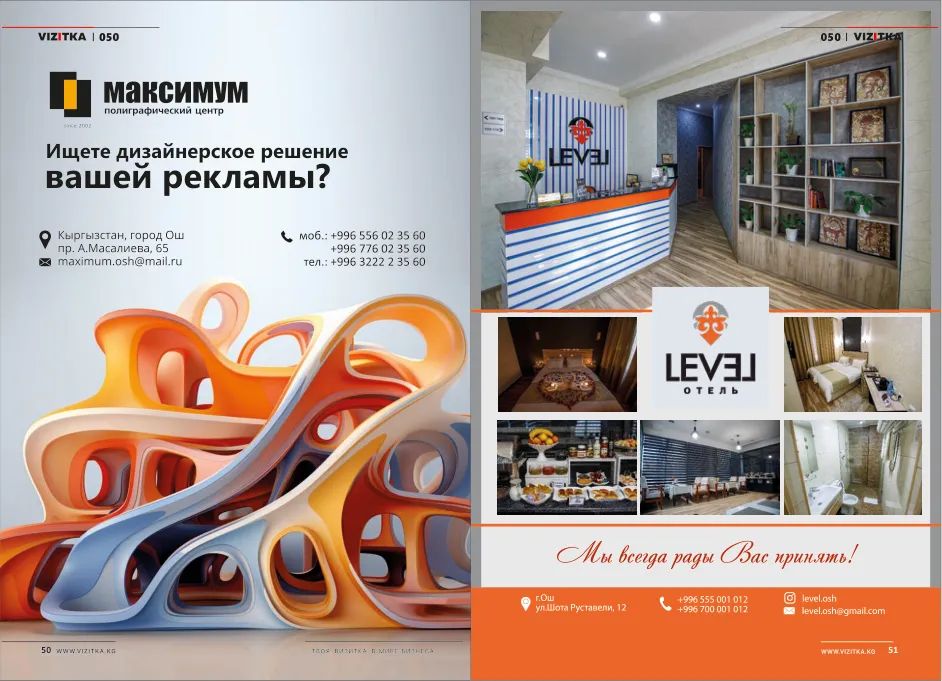 VIZITKA | 050
МАКСИМУМ
полиграфический центр
since 2002
Ищете дизайнерское решение
вашей рекламы?
Кыргызстан, город Ош
пр. А.Масалиева, 65
maximum.osh@mail.ru
моб.: +996 556 02 35 60
+996 776 02 35 60
тел.: +996 3222 2 35 60
50 WWW.VIZITKA.KG
ТВОЯ ВИЗИТКА В МИРЕ БИЗНЕСА
050 | VIZITKA
LEVEL
LEVEL
ОТЕЛЬ
Мы всегда рады Вас принять!
г.Ош
ул.Шота Руставели, 12
+996 555 001 012
+996 700 001 012
level.osh
level.osh@gmail.com
WWW.VIZITKA.KG 51